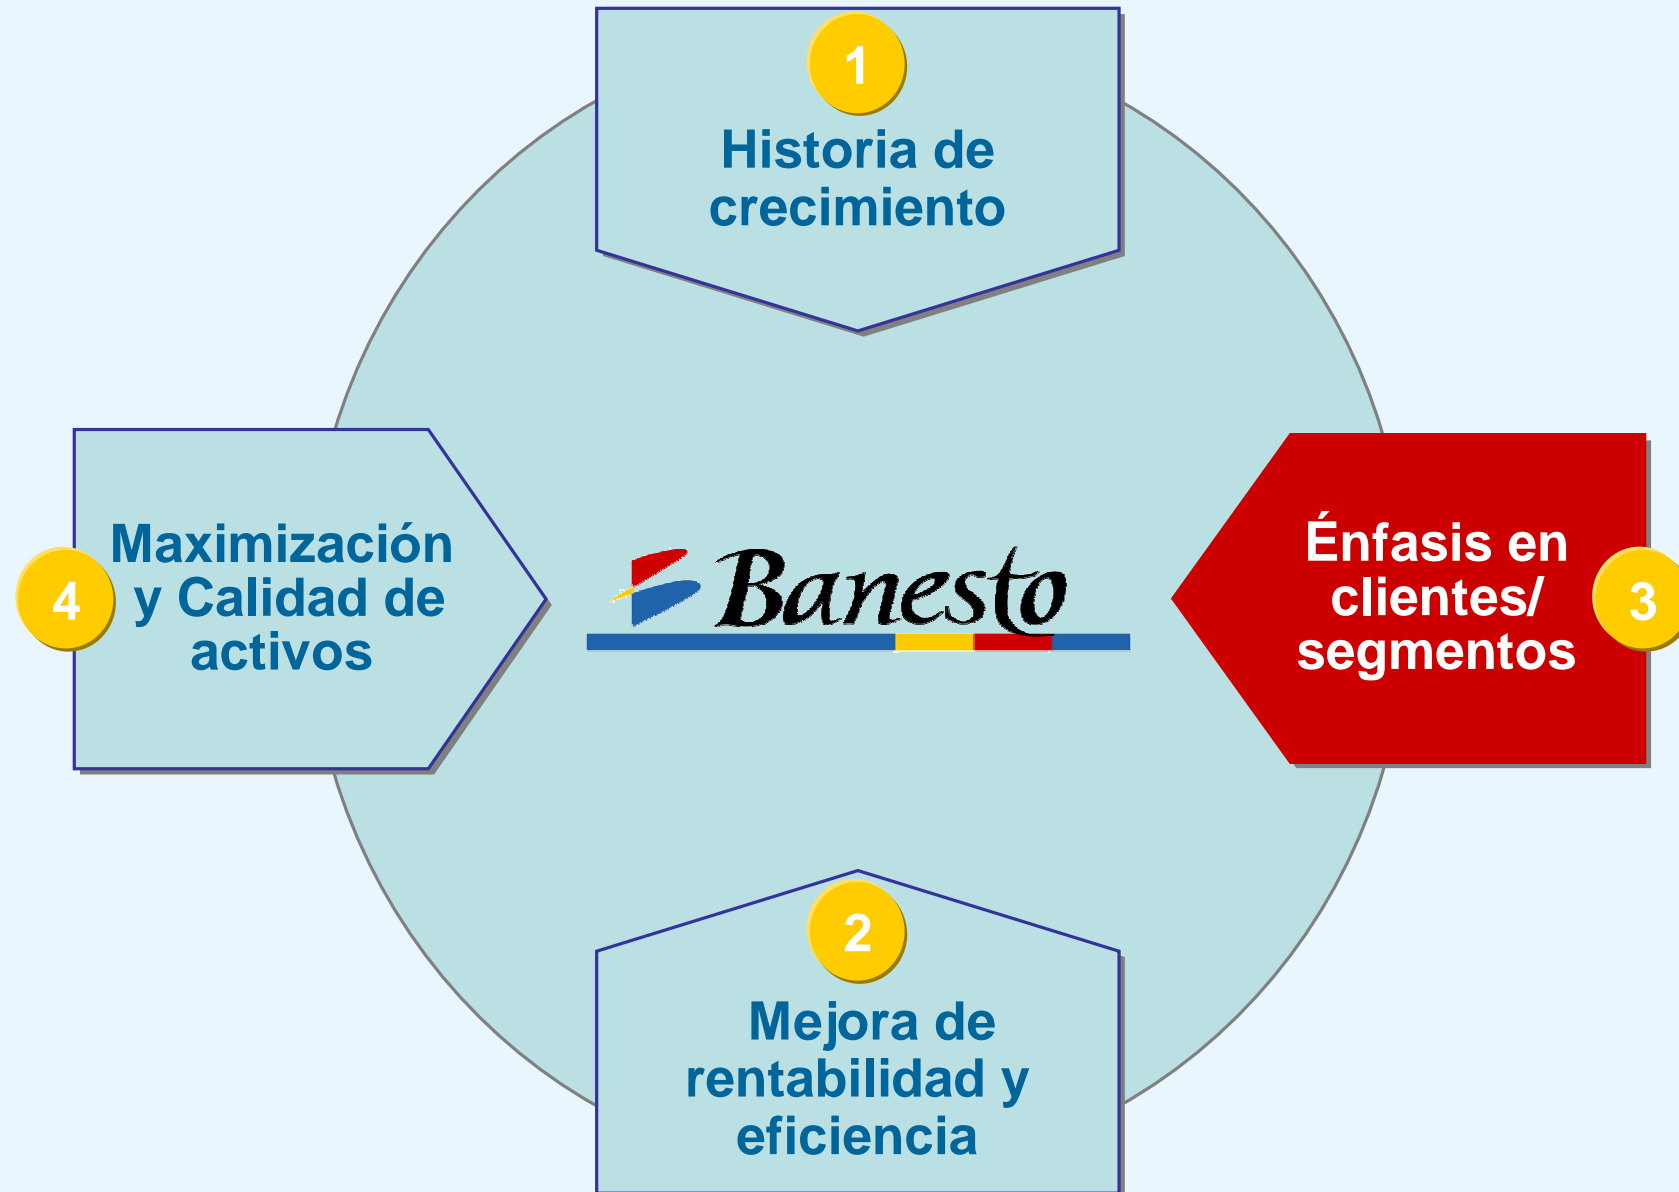 1
Historia de
crecimiento
4
Maximización
y Calidad de
activos
Banesto
Énfasis en
clientes/
segmentos
3
2
Mejora de
rentabilidad y
eficiencia